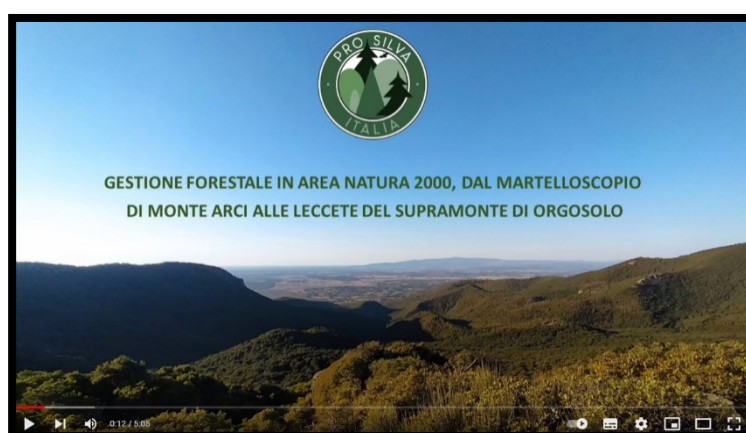 PRO SILVA
ITALIA
GESTIONE FORESTALE IN AREA NATURA 2000, DAL MARTELLOSCOPIO
DI MONTE ARCI ALLE LECCETE DEL SUPRAMONTE DI ORGOSOLO
0:12 / 5:05